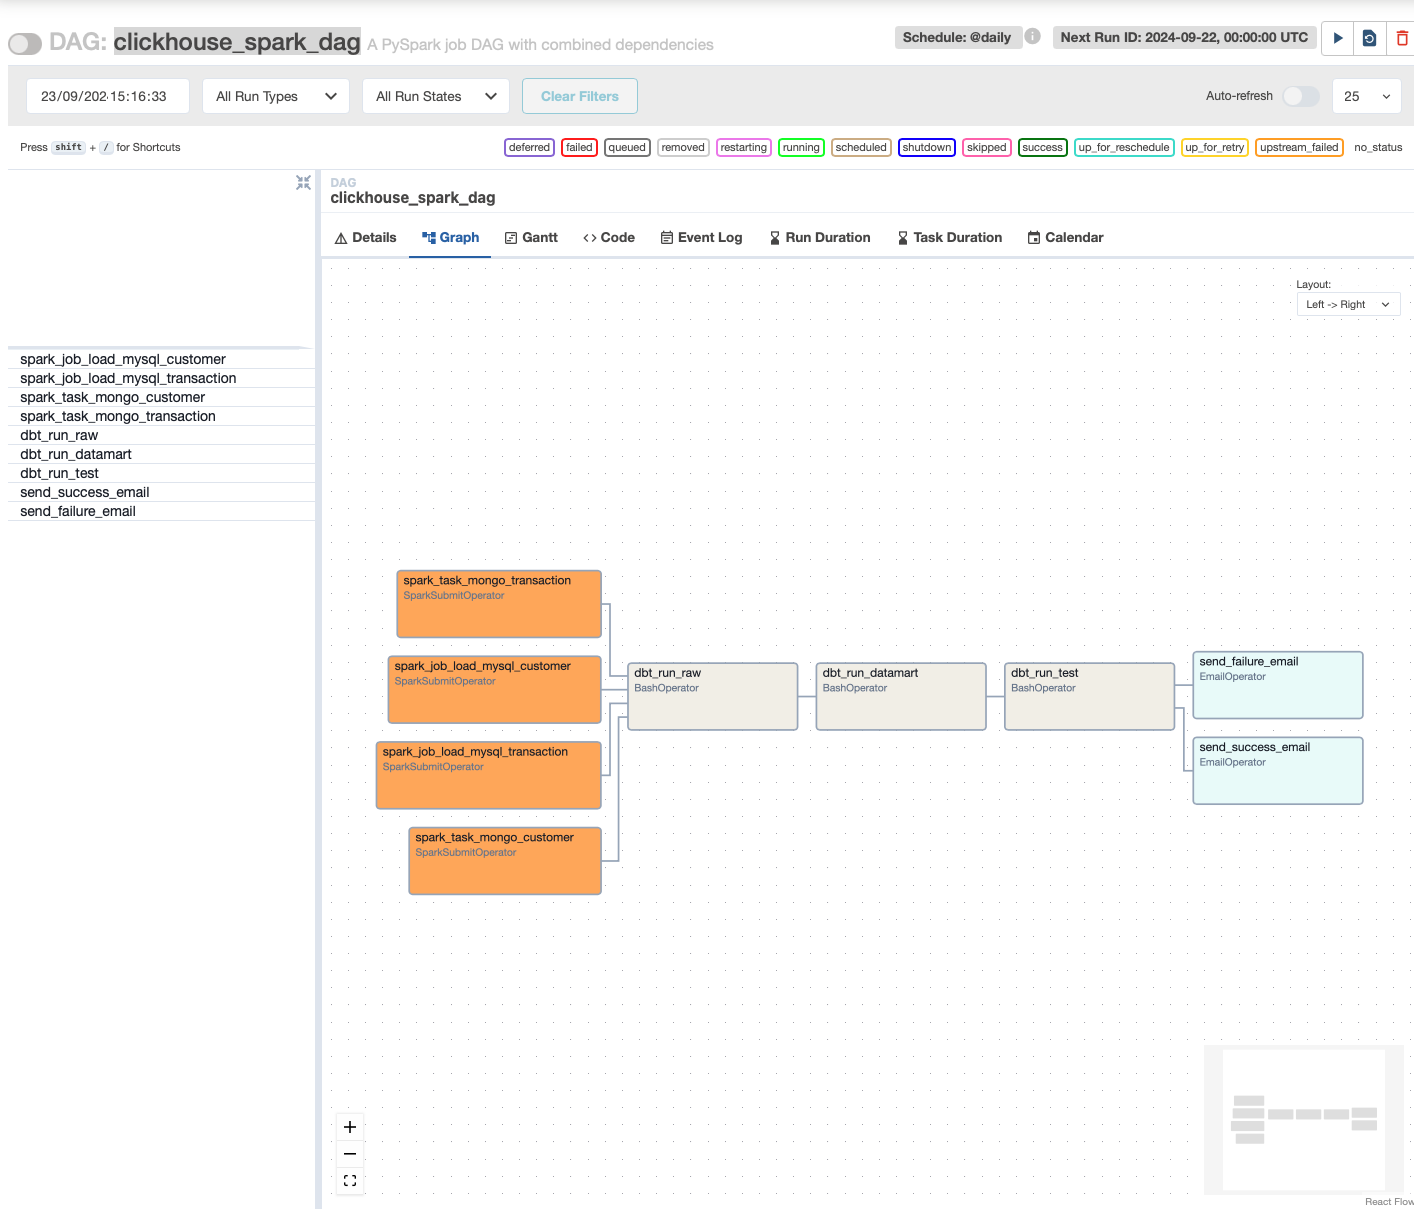 DAG: clickhouse_spark_dag A PySpark job DAG with combined dependencies
Schedule: @daily
Next Run ID: 2024-09-22, 00:00:00 UTC
23/09/202 15:16:33
All Run Types
All Run States
Clear Filters
Auto-refresh
25
Press shift + / for Shortcuts
deferred failed queued removed restarting running scheduled shutdown skipped success up_for_reschedule up_for_retry upstream_failed no_status
DAG
clickhouse_spark_dag
Details
Graph
Gantt
Code
Event Log
Run Duration
Task Duration
Calendar
Layout:
Left -> Right
spark_job_load_mysql_customer
spark_job_load_mysql_transaction
spark_task_mongo_customer
spark_task_mongo_transaction
dbt_run_raw
dbt_run_datamart
dbt_run_test
send_success_email
send_failure_email
spark_task_mongo_transaction
SparkSubmitOperator
spark_job_load_mysql_customer
SparkSubmitOperator
spark_job_load_mysql_transaction
SparkSubmitOperator
spark_task_mongo_customer
SparkSubmitOperator
dbt_run_raw
BashOperator
dbt_run_datamart
BashOperator
dbt_run_test
BashOperator
send_failure_email
EmailOperator
send_success_email
EmailOperator
React Flow